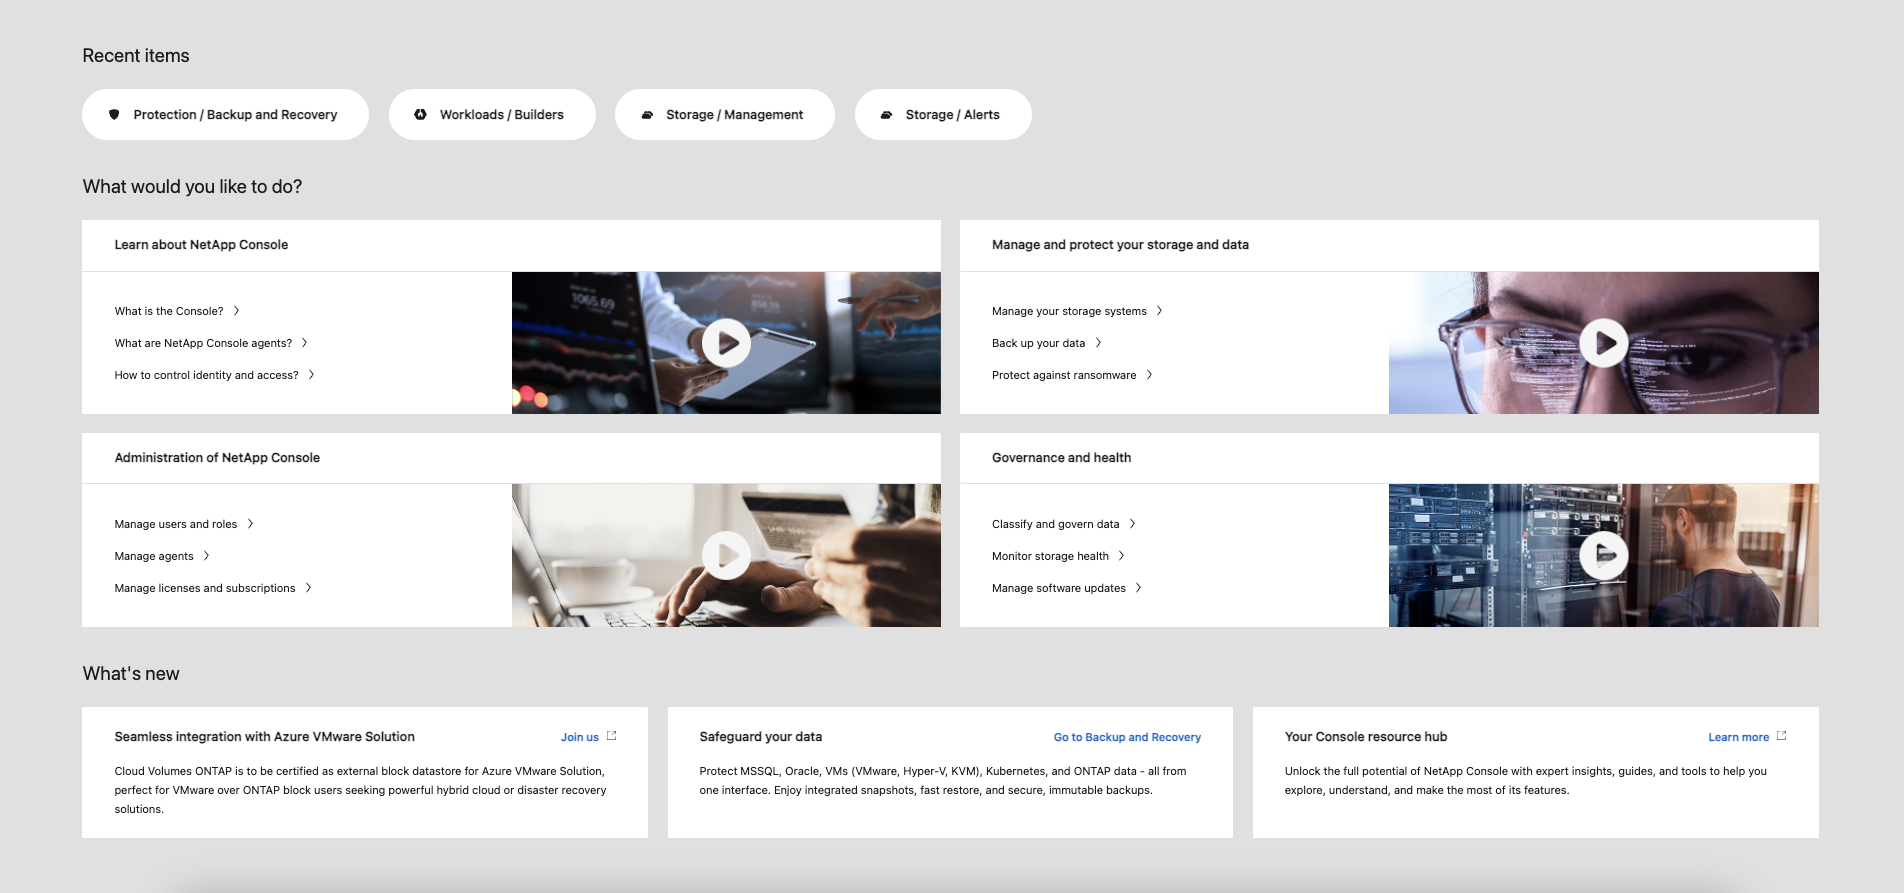 Recent items
Protection / Backup and Recovery
Workloads / Builders
Storage / Management
Storage / Alerts
What would you like to do?
Learn about NetApp Console
What is the Console?
What are NetApp Console agents?
How to control identity and access?
1065.69
Manage and protect your storage and data
Manage your storage systems
Back up your data
Protect against ransomware
Administration of NetApp Console
Manage users and roles
Manage agents
Manage licenses and subscriptions
Governance and health
Classify and govern data
Monitor storage health
Manage software updates
What's new
Seamless integration with Azure VMware Solution
Join us
Cloud Volumes ONTAP is to be certified as external block datastore for Azure VMware Solution,
perfect for VMware over ONTAP block users seeking powerful hybrid cloud or disaster recovery
solutions.
Safeguard your data
Go to Backup and Recovery
Protect MSSQL, Oracle, VMs (VMware, Hyper-V, KVM), Kubernetes, and ONTAP data - all from
one interface. Enjoy integrated snapshots, fast restore, and secure, immutable backups.
Your Console resource hub
Learn more
Unlock the full potential of NetApp Console with expert insights, guides, and tools to help you
explore, understand, and make the most of its features.